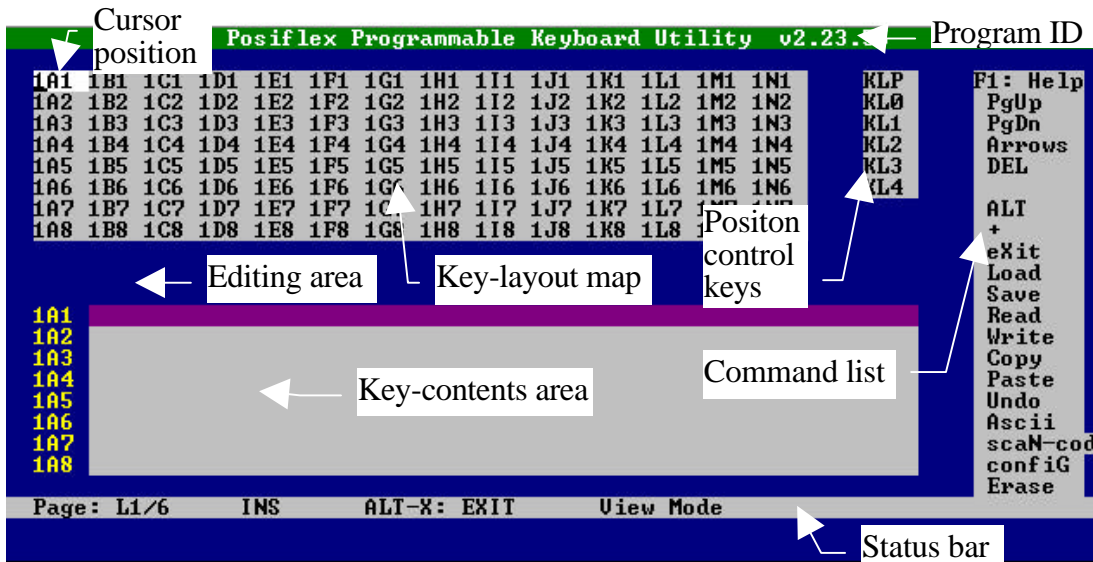 Cursor position
Posiflex Programmable Keyboard Utility v2.23.
Program ID
1A1 1B1 1C1 1D1 1E1 1F1 1G1 1H1 1I1 1J1 1K1 1L1 1M1 1N1 KLP F1: Help
1A2 1B2 1C2 1D2 1E2 1F2 1G2 1H2 1I2 1J2 1K2 1L2 1M2 1N2 KL0 PgUp
1A3 1B3 1C3 1D3 1E3 1F3 1G3 1H3 1I3 1J3 1K3 1L3 1M3 1N3 KL1 PgDn
1A4 1B4 1C4 1D4 1E4 1F4 1G4 1H4 1I4 1J4 1K4 1L4 1M4 1N4 KL2 Arrows
1A5 1B5 1C5 1D5 1E5 1F5 1G5 1H5 1I5 1J5 1K5 1L5 1M5 1N5 KL3 DEL
1A6 1B6 1C6 1D6 1E6 1F6 1G6 1H6 1I6 1J6 1K6 1L6 1M6 1N6 KL4
1A7 1B7 1C7 1D7 1E7 1F7 1G7 1H7 1I7 1J7 1K7 1L7 ALT
1A8 1B8 1C8 1D8 1E8 1F8 1G8 1H8 1I8 1J8 1K8 1L8 +
Positon
control
keys
Editing area
Key-layout map
eXit
Load
Save
1A1 Read
1A2 Write
1A3 Copy
1A4 Paste
1A5 Undo
1A6 Ascii
1A7 scaN-cod
1A8 confiG
Erase
Key-contents area
Command list
Page: L1/6 INS ALT-X: EXIT View Mode
Status bar